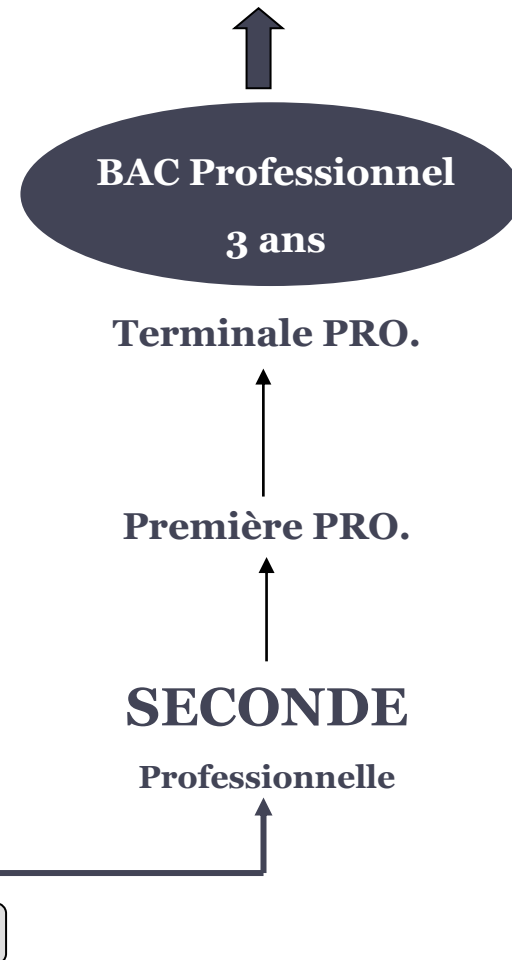 BAC Professionnel
3 ans
Terminale PRO.
Première PRO.
SECONDE
Professionnelle